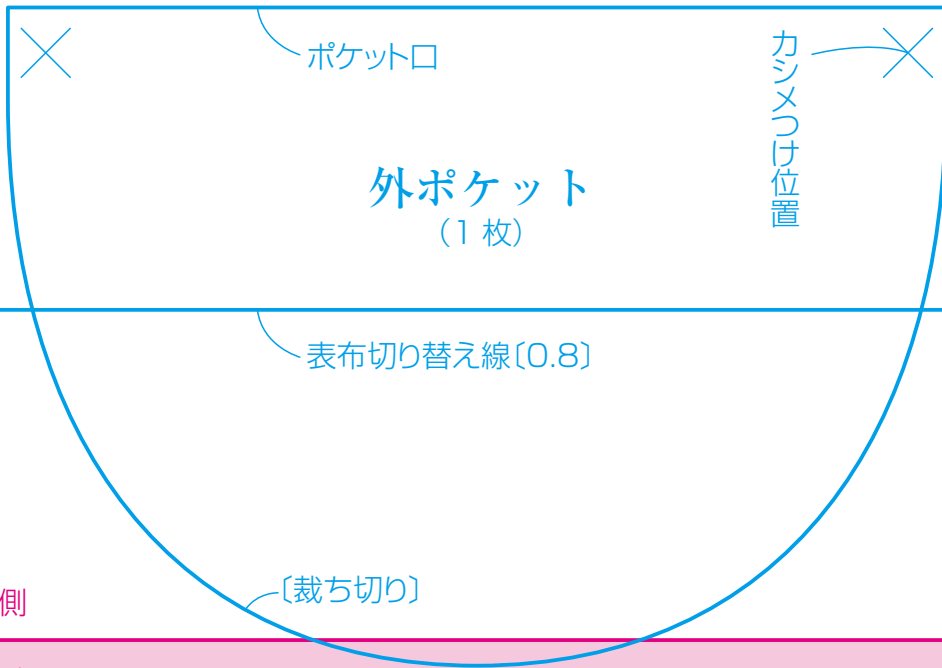 ポケット口
カシメつけ位置
外ポケット
（1 枚）
表布切り替え線〔0.8〕
〔裁ち切り〕
側